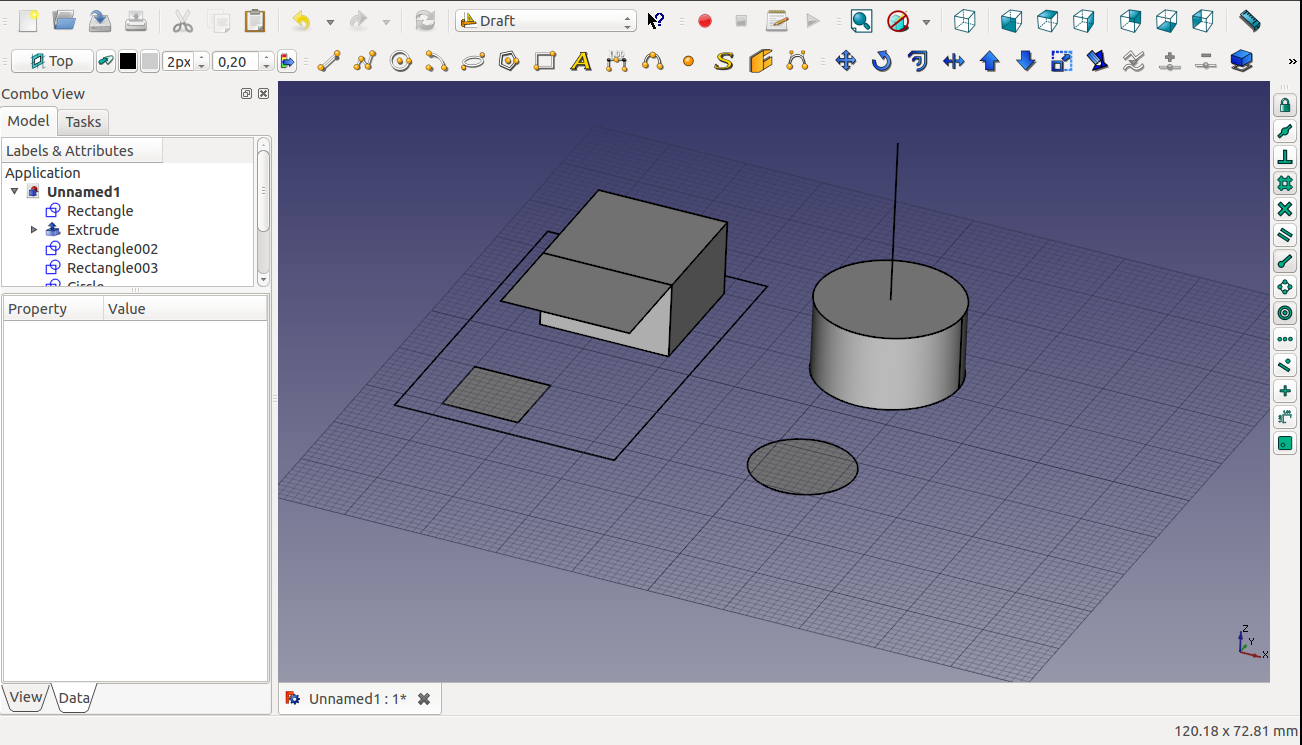 Draft
Top
2px
0,20
Combo View
Model
Tasks
Labels & Attributes
Application
Unnamed1
Rectangle
Extrude
Rectangle002
Rectangle003
Circle
Property
Value
View
Data
Z
Y
X
Unnamed1 : 1*
120.18 x 72.81 mm